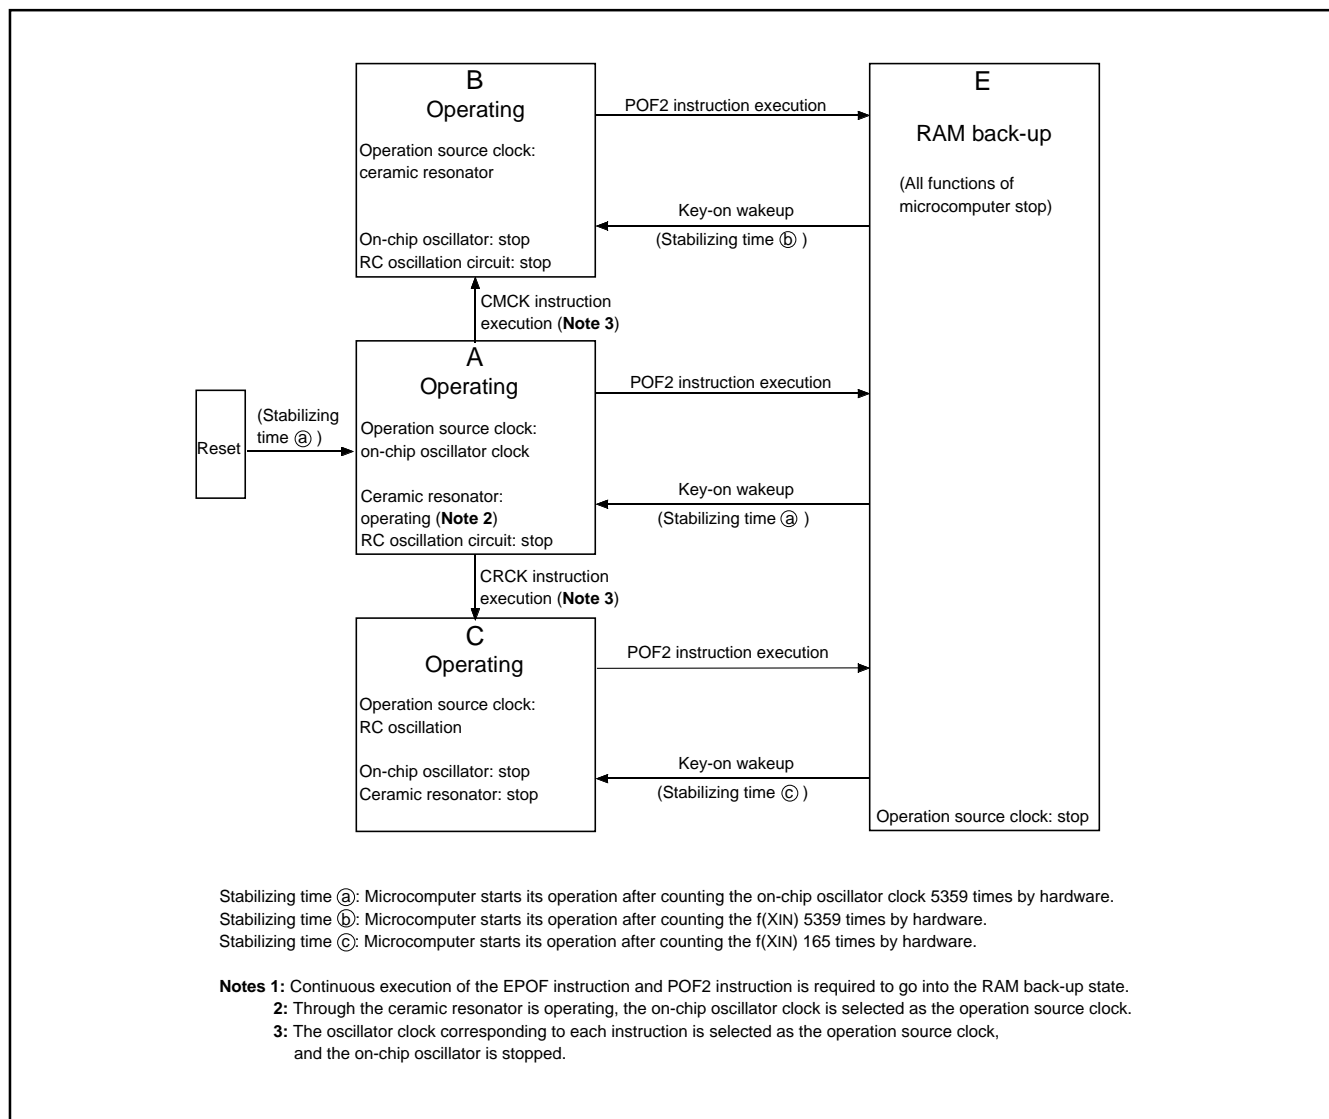 B
Operating
Operation source clock:
ceramic resonator
On-chip oscillator: stop
RC oscillation circuit: stop
POF2 instruction execution
Key-on wakeup
(Stabilizing time ⓑ )
E
RAM back-up
(All functions of
microcomputer stop)
CMCK instruction
execution (Note 3)
Reset
(Stabilizing
time ⓐ )
A
Operating
Operation source clock:
on-chip oscillator clock
Ceramic resonator:
operating (Note 2)
RC oscillation circuit: stop
POF2 instruction execution
Key-on wakeup
(Stabilizing time ⓐ )
CRCK instruction
execution (Note 3)
C
Operating
Operation source clock:
RC oscillation
On-chip oscillator: stop
Ceramic resonator: stop
POF2 instruction execution
Key-on wakeup
(Stabilizing time ⓒ )
Operation source clock: stop
Stabilizing time ⓐ: Microcomputer starts its operation after counting the on-chip oscillator clock 5359 times by hardware.
Stabilizing time ⓑ: Microcomputer starts its operation after counting the f(XIN) 5359 times by hardware.
Stabilizing time ⓒ: Microcomputer starts its operation after counting the f(XIN) 165 times by hardware.
Notes 1: Continuous execution of the EPOF instruction and POF2 instruction is required to go into the RAM back-up state.
2: Through the ceramic resonator is operating, the on-chip oscillator clock is selected as the operation source clock.
3: The oscillator clock corresponding to each instruction is selected as the operation source clock,
and the on-chip oscillator is stopped.